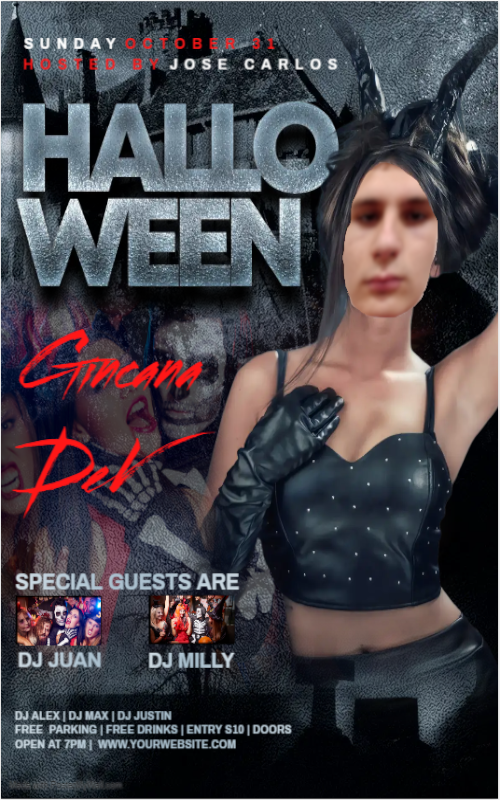 SUNDAY OCTOBER 31
HOSTED BY JOSE CARLOS
HALLO
WEEN
Gincana
DeV
SPECIAL GUESTS ARE
DJ JUAN
DJ MILLY
DJ ALEX | DJ MAX | DJ JUSTIN
FREE PARKING | FREE DRINKS | ENTRY S10 | DOORS
OPEN AT 7PM | WWW.YOURWEBSITE.COM